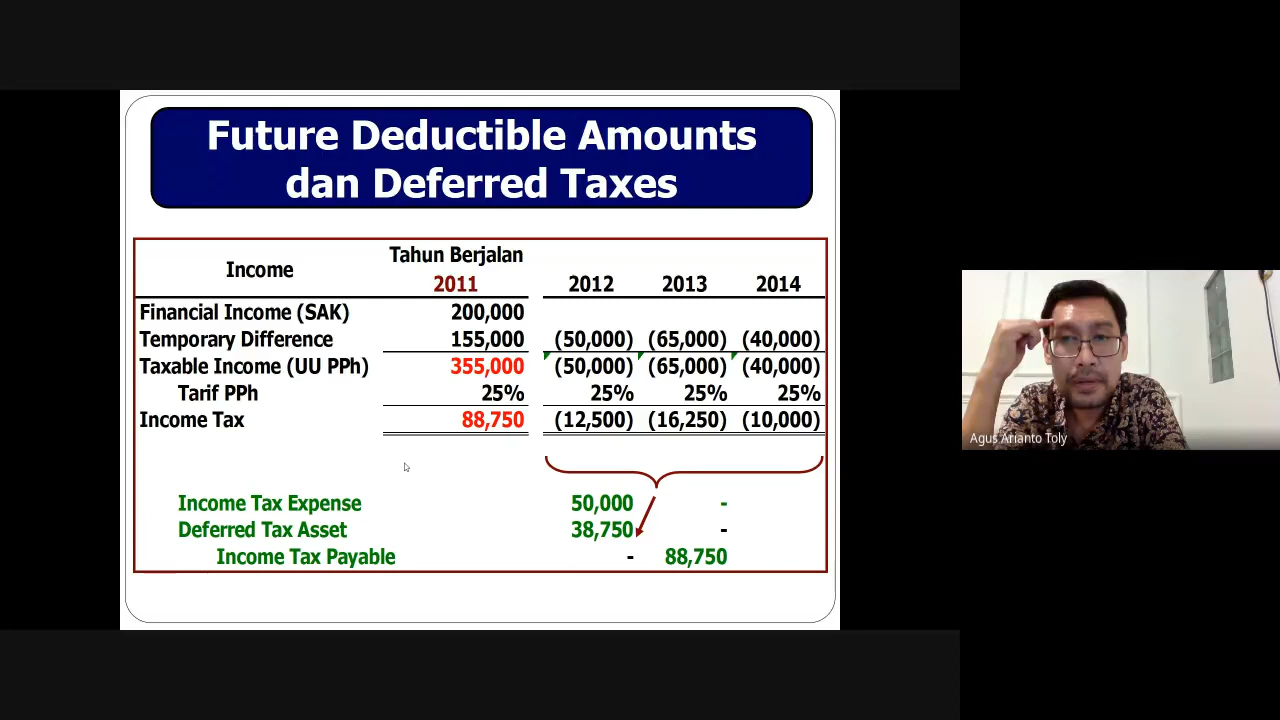 Future Deductible Amounts
dan Deferred Taxes
Tahun Berjalan
Income 2011 2012 2013 2014
Financial Income (SAK) 200,000
Temporary Difference 155,000 (50,000) (65,000) (40,000)
Taxable Income (UU PPh) 355,000 (50,000) (65,000) (40,000)
Tarif PPh 25% 25% 25% 25%
Income Tax 88,750 (12,500) (16,250) (10,000)
Income Tax Expense 50,000 -
Deferred Tax Asset 38,750 -
Income Tax Payable - 88,750
Agus Arianto Toly